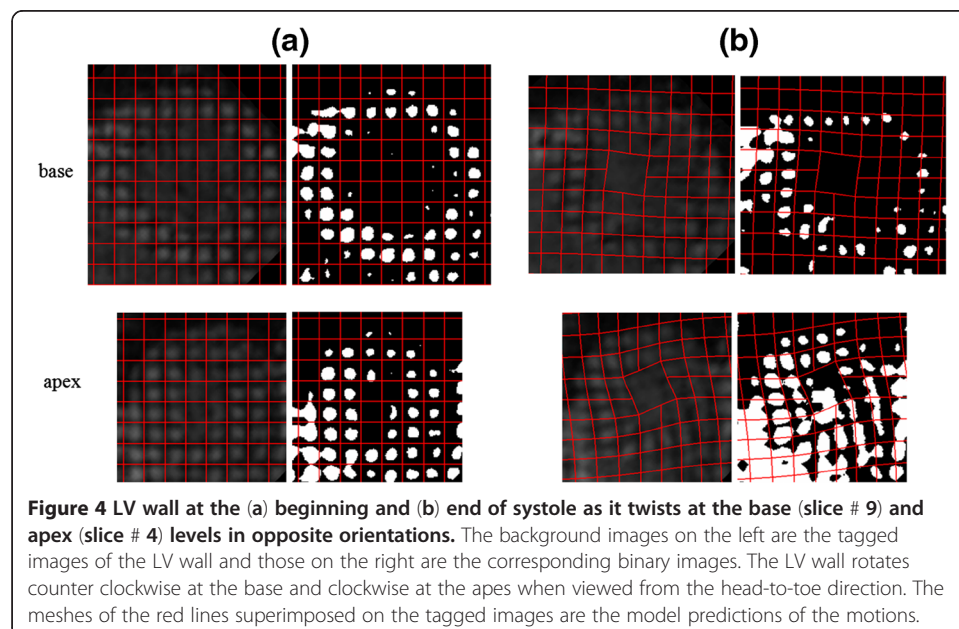 (a) (b)
base
apex
Figure 4 LV wall at the (a) beginning and (b) end of systole as it twists at the base (slice # 9) and
apex (slice # 4) levels in opposite orientations. The background images on the left are the tagged
images of the LV wall and those on the right are the corresponding binary images. The LV wall rotates
counter clockwise at the base and clockwise at the apes when viewed from the head-to-toe direction. The
meshes of the red lines superimposed on the tagged images are the model predictions of the motions.